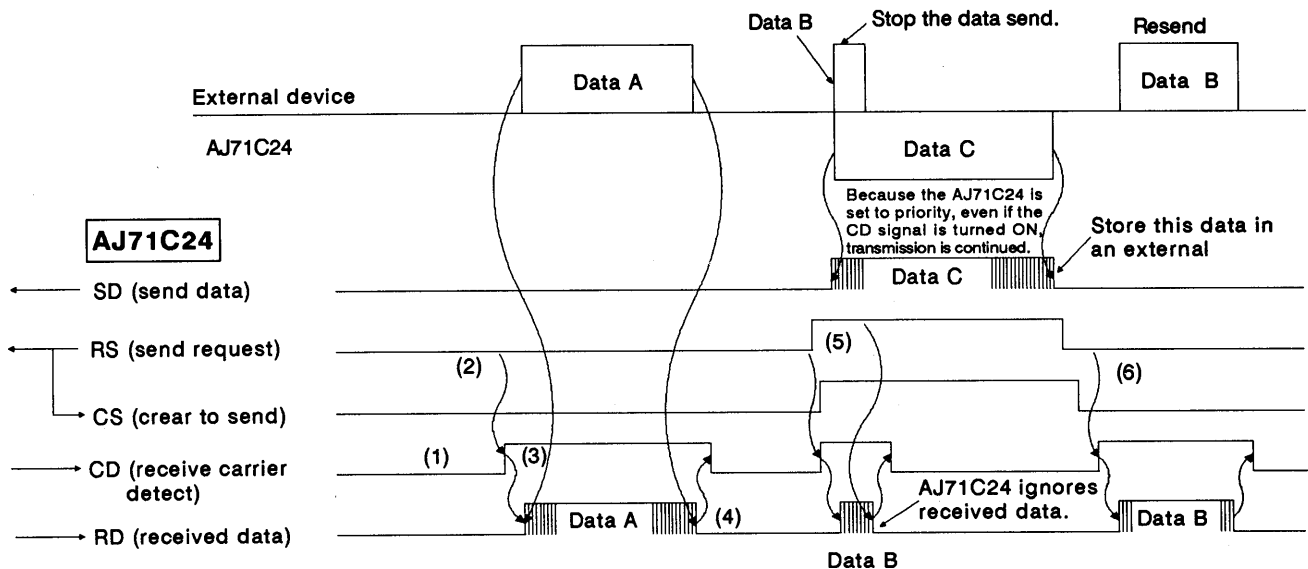 Data B
Stop the data send.
Resend
Data A
Data B
External device
AJ71C24
Data C
Because the AJ71C24 is
set to priority, even if the
CD signal is turned ON,
transmission is continued.
Store this data in
an external
AJ71C24
Data C
SD (send data)
RS (send request)
(5)
(2)
(6)
CS (crear to send)
(1)
(3)
CD (receive carrier
detect)
AJ71C24 ignores
received data.
Data A
(4)
Data B
RD (received data)
Data B